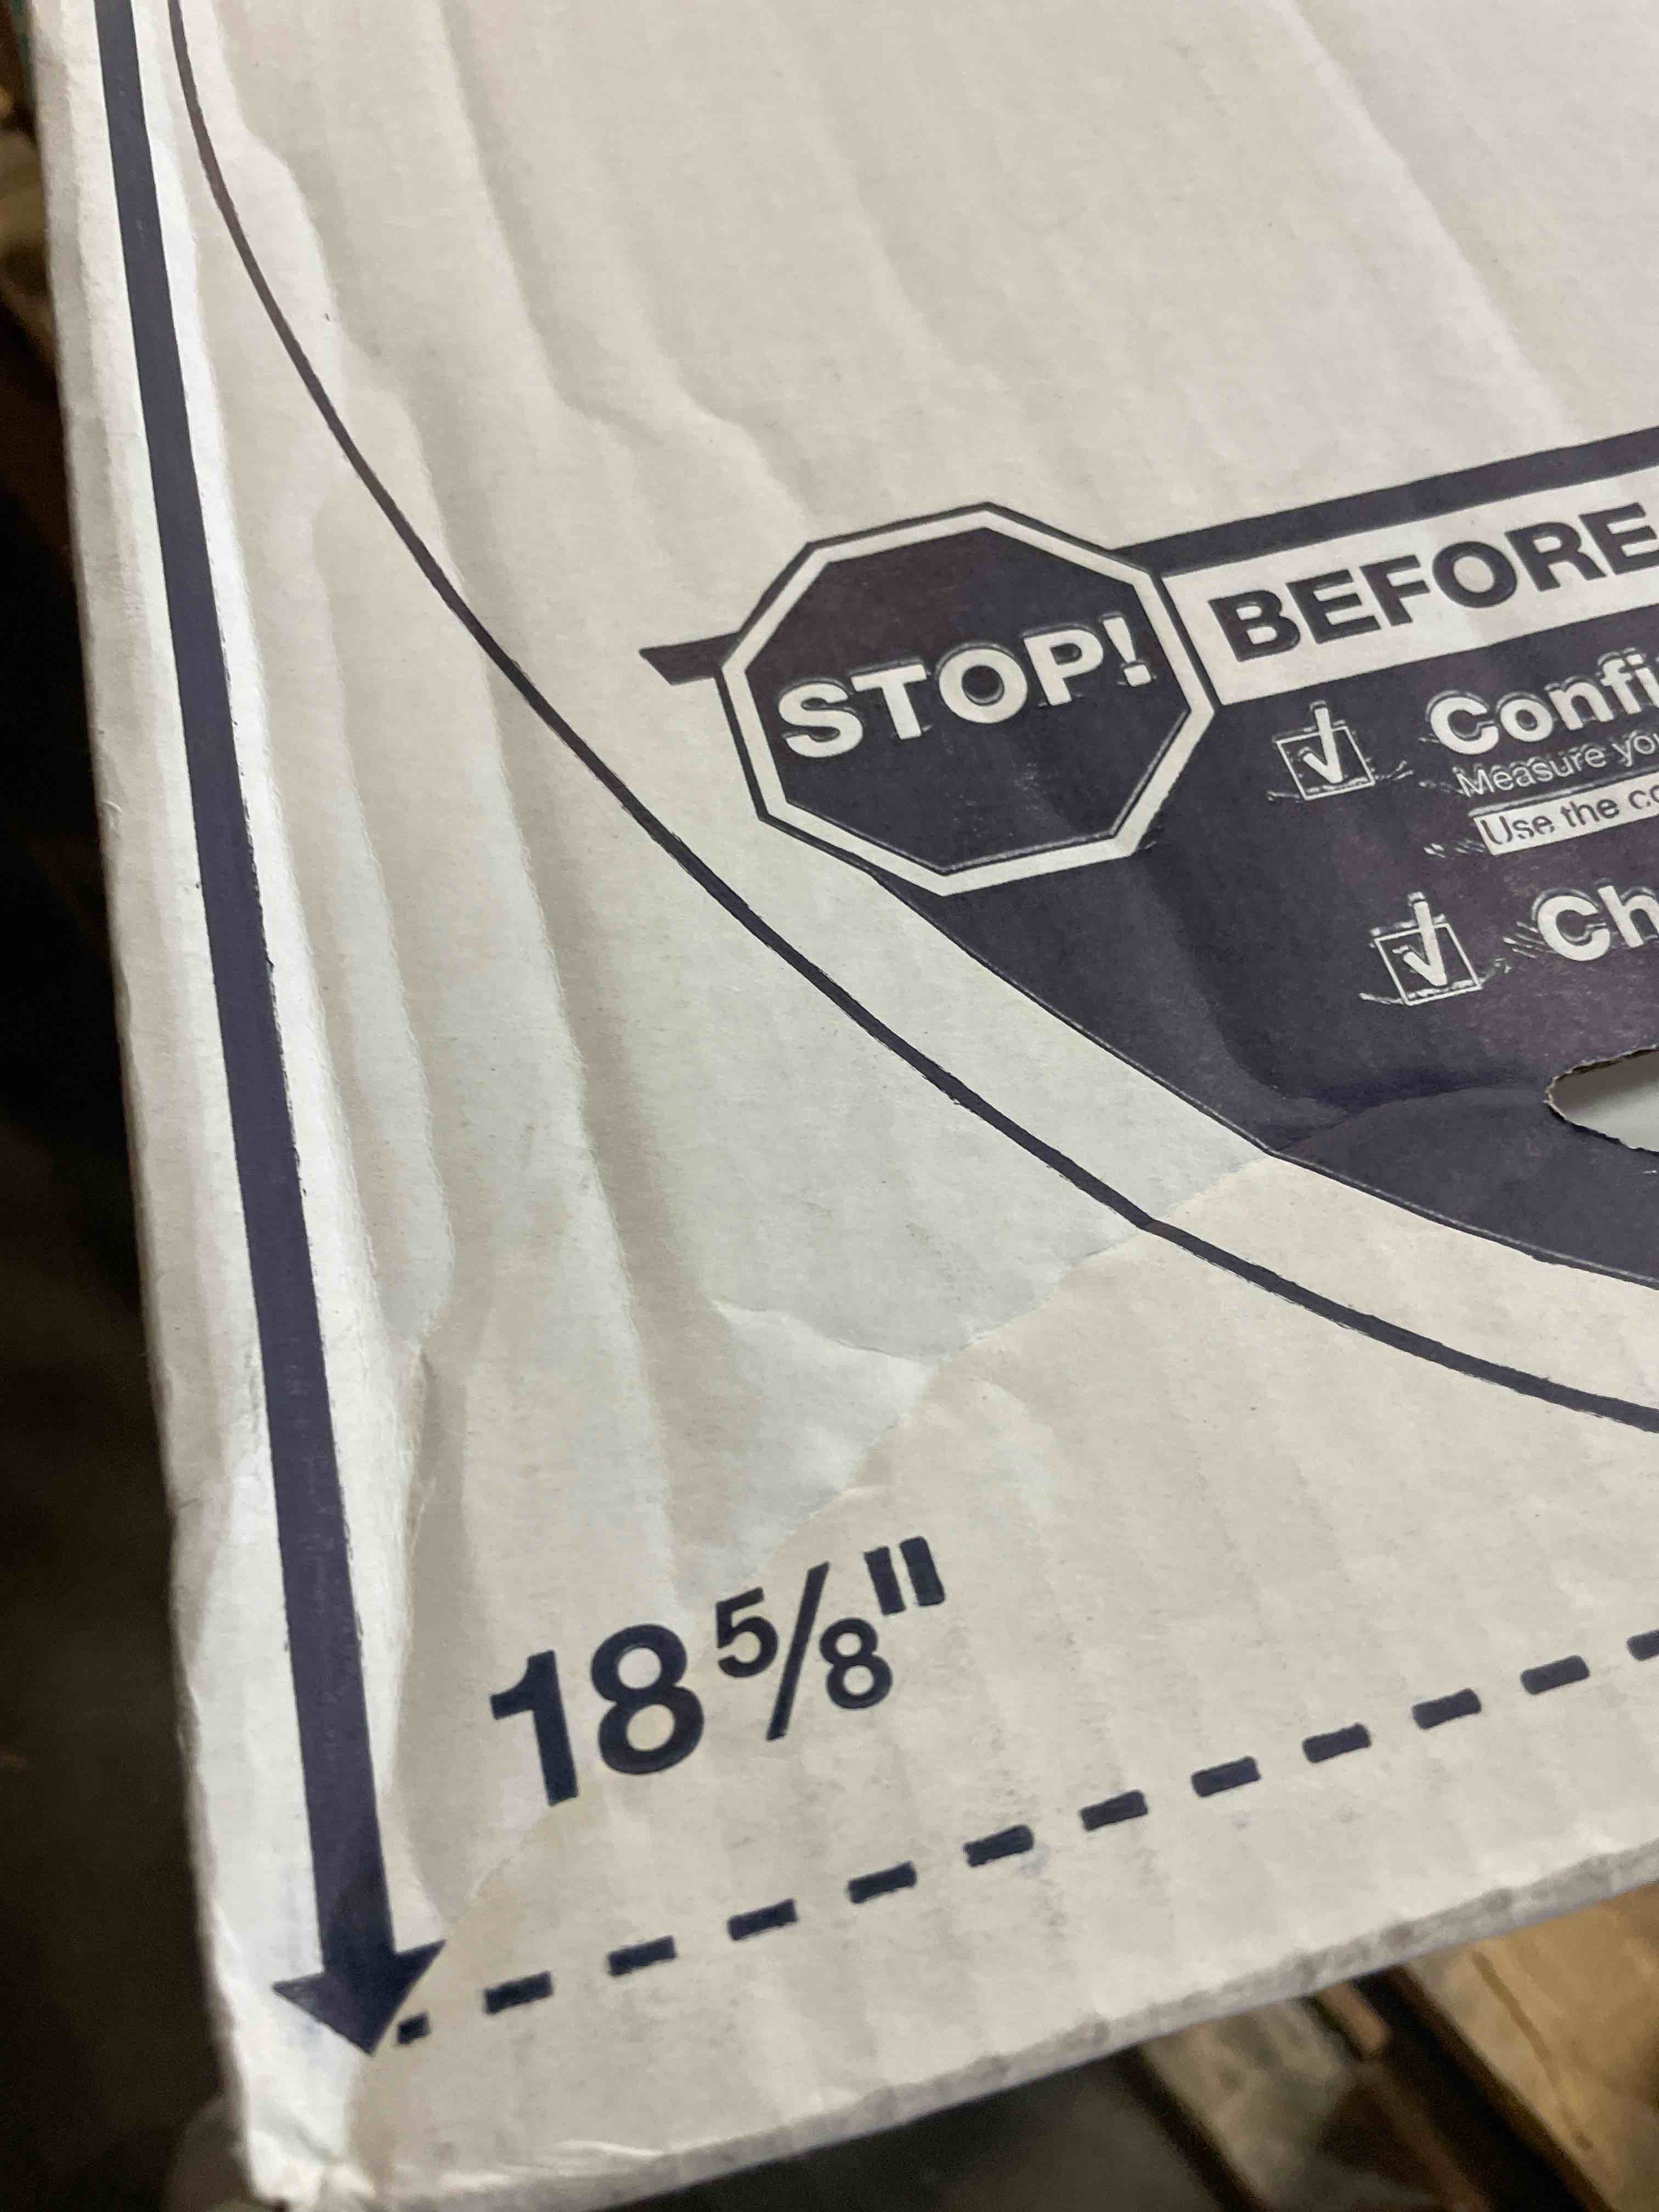 STOP!
BEFORE
Confi
Measure yo
Use the co
Ch
18 5/8"